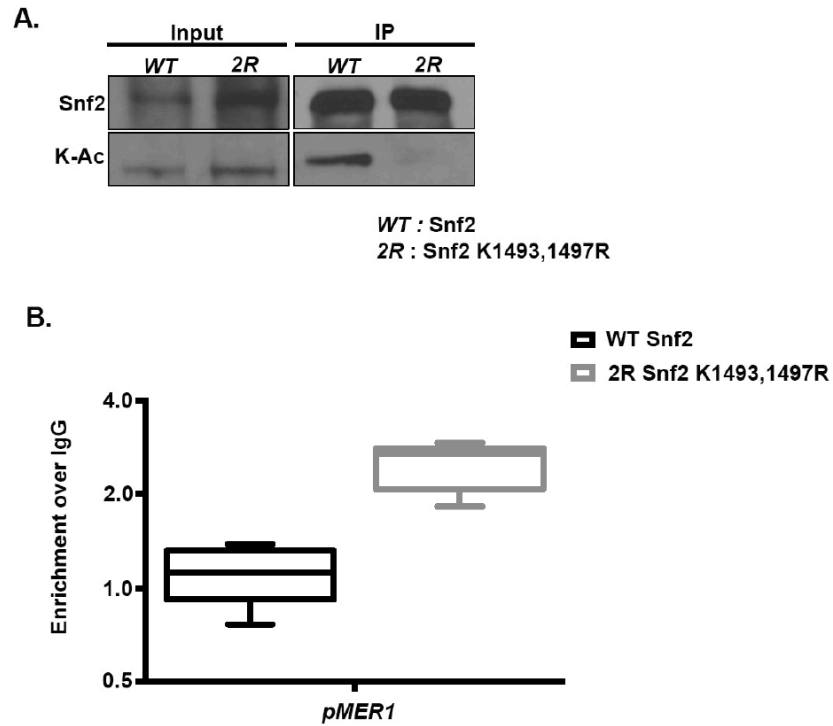 A.
Input IP
WT 2R WT 2R
Snf2
K-Ac
WT : Snf2
2R : Snf2 K1493,1497R
B.
WT Snf2
2R Snf2 K1493,1497R
Enrichment over IgG
4.0
2.0
1.0
0.5
pMER1